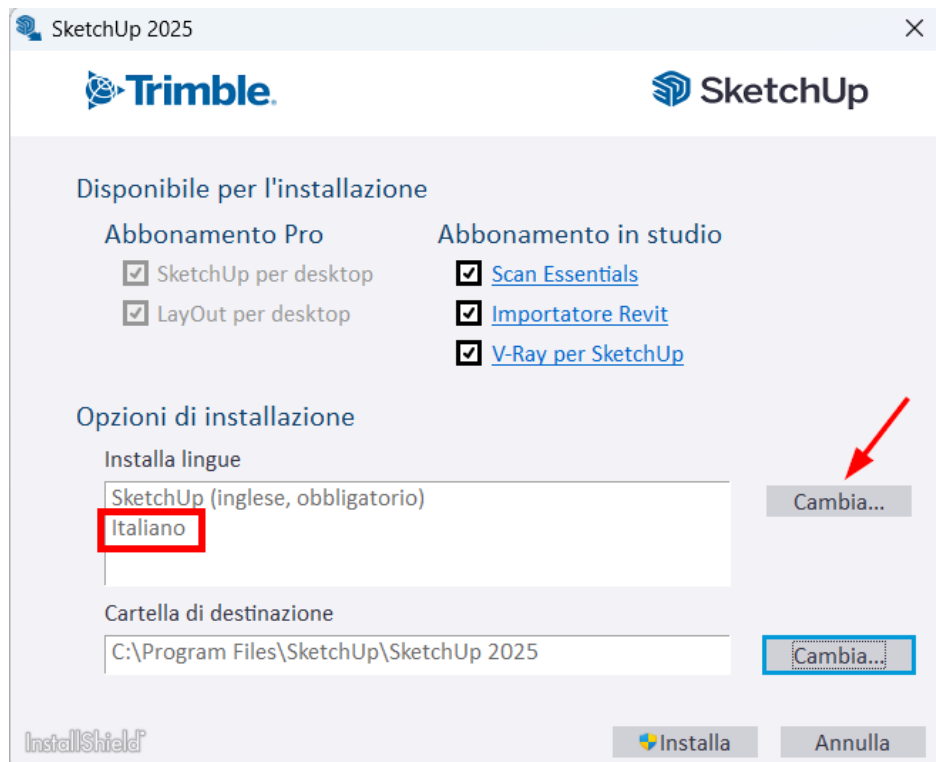 SketchUp 2025
Trimble.
SketchUp
Disponibile per l'installazione
Abbonamento Pro
SketchUp per desktop
LayOut per desktop
Abbonamento in studio
Scan Essentials
Importatore Revit
V-Ray per SketchUp
Opzioni di installazione
Installa lingue
SketchUp (inglese, obbligatorio)
Italiano
Cambia...
Cartella di destinazione
C:\Program Files\SketchUp\SketchUp 2025
Cambia...
InstallShield
Installa
Annulla